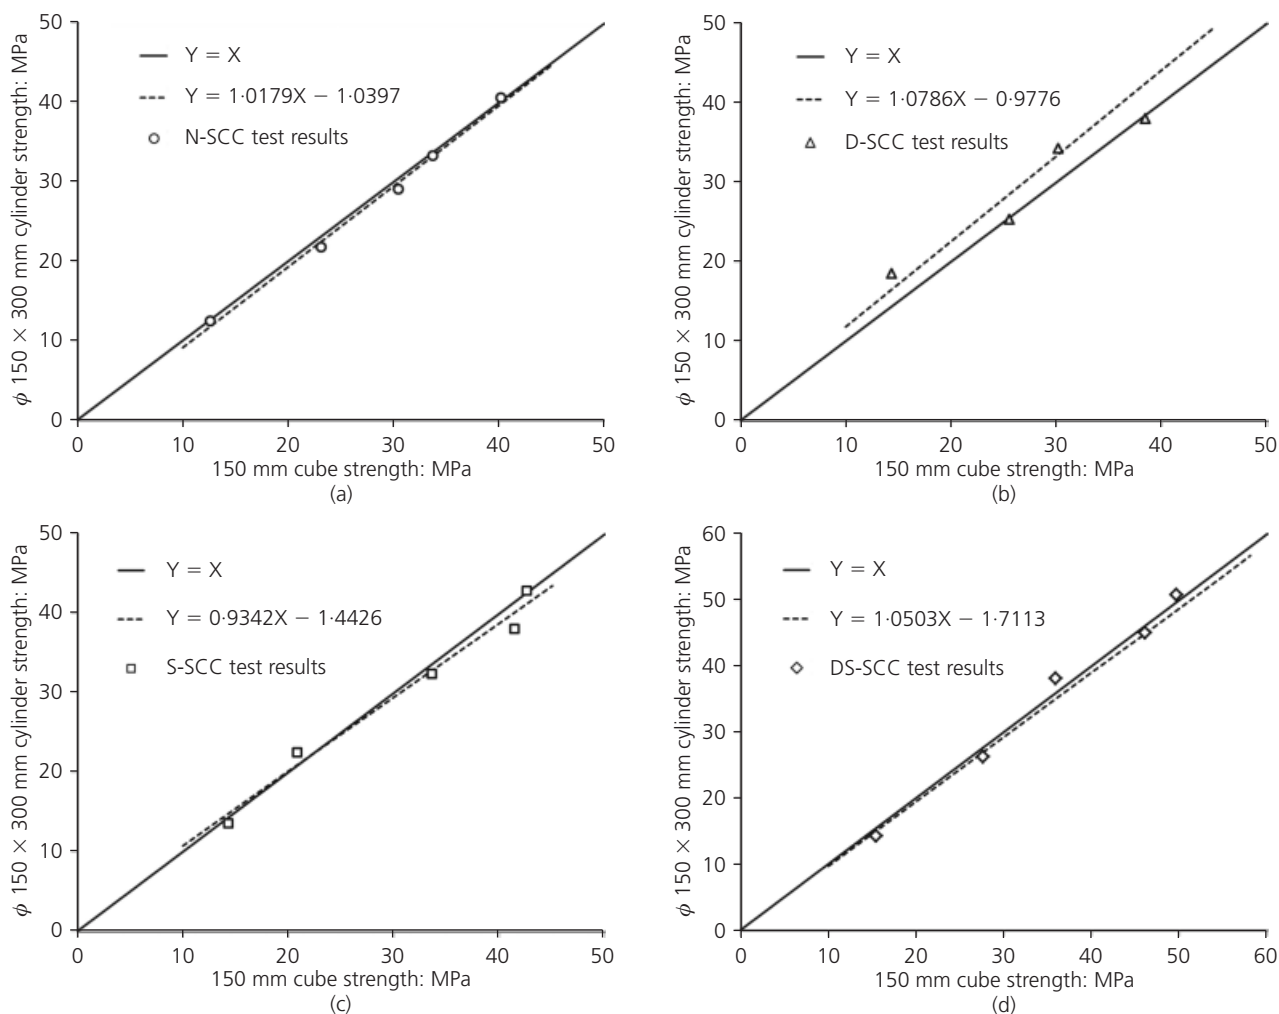 50
40
30
20
10
0
ϕ 150 × 300 mm cylinder strength: MPa
Y = X
Y = 1·0179X − 1·0397
N-SCC test results
0 10 20 30 40 50
150 mm cube strength: MPa
(a)
50
40
30
20
10
0
ϕ 150 × 300 mm cylinder strength: MPa
Y = X
Y = 1·0786X − 0·9776
D-SCC test results
0 10 20 30 40 50
150 mm cube strength: MPa
(b)
50
40
30
20
10
0
ϕ 150 × 300 mm cylinder strength: MPa
Y = X
Y = 0·9342X − 1·4426
S-SCC test results
0 10 20 30 40 50
150 mm cube strength: MPa
(c)
60
50
40
30
20
10
0
ϕ 150 × 300 mm cylinder strength: MPa
Y = X
Y = 1·0503X − 1·7113
DS-SCC test results
0 10 20 30 40 50 60
150 mm cube strength: MPa
(d)